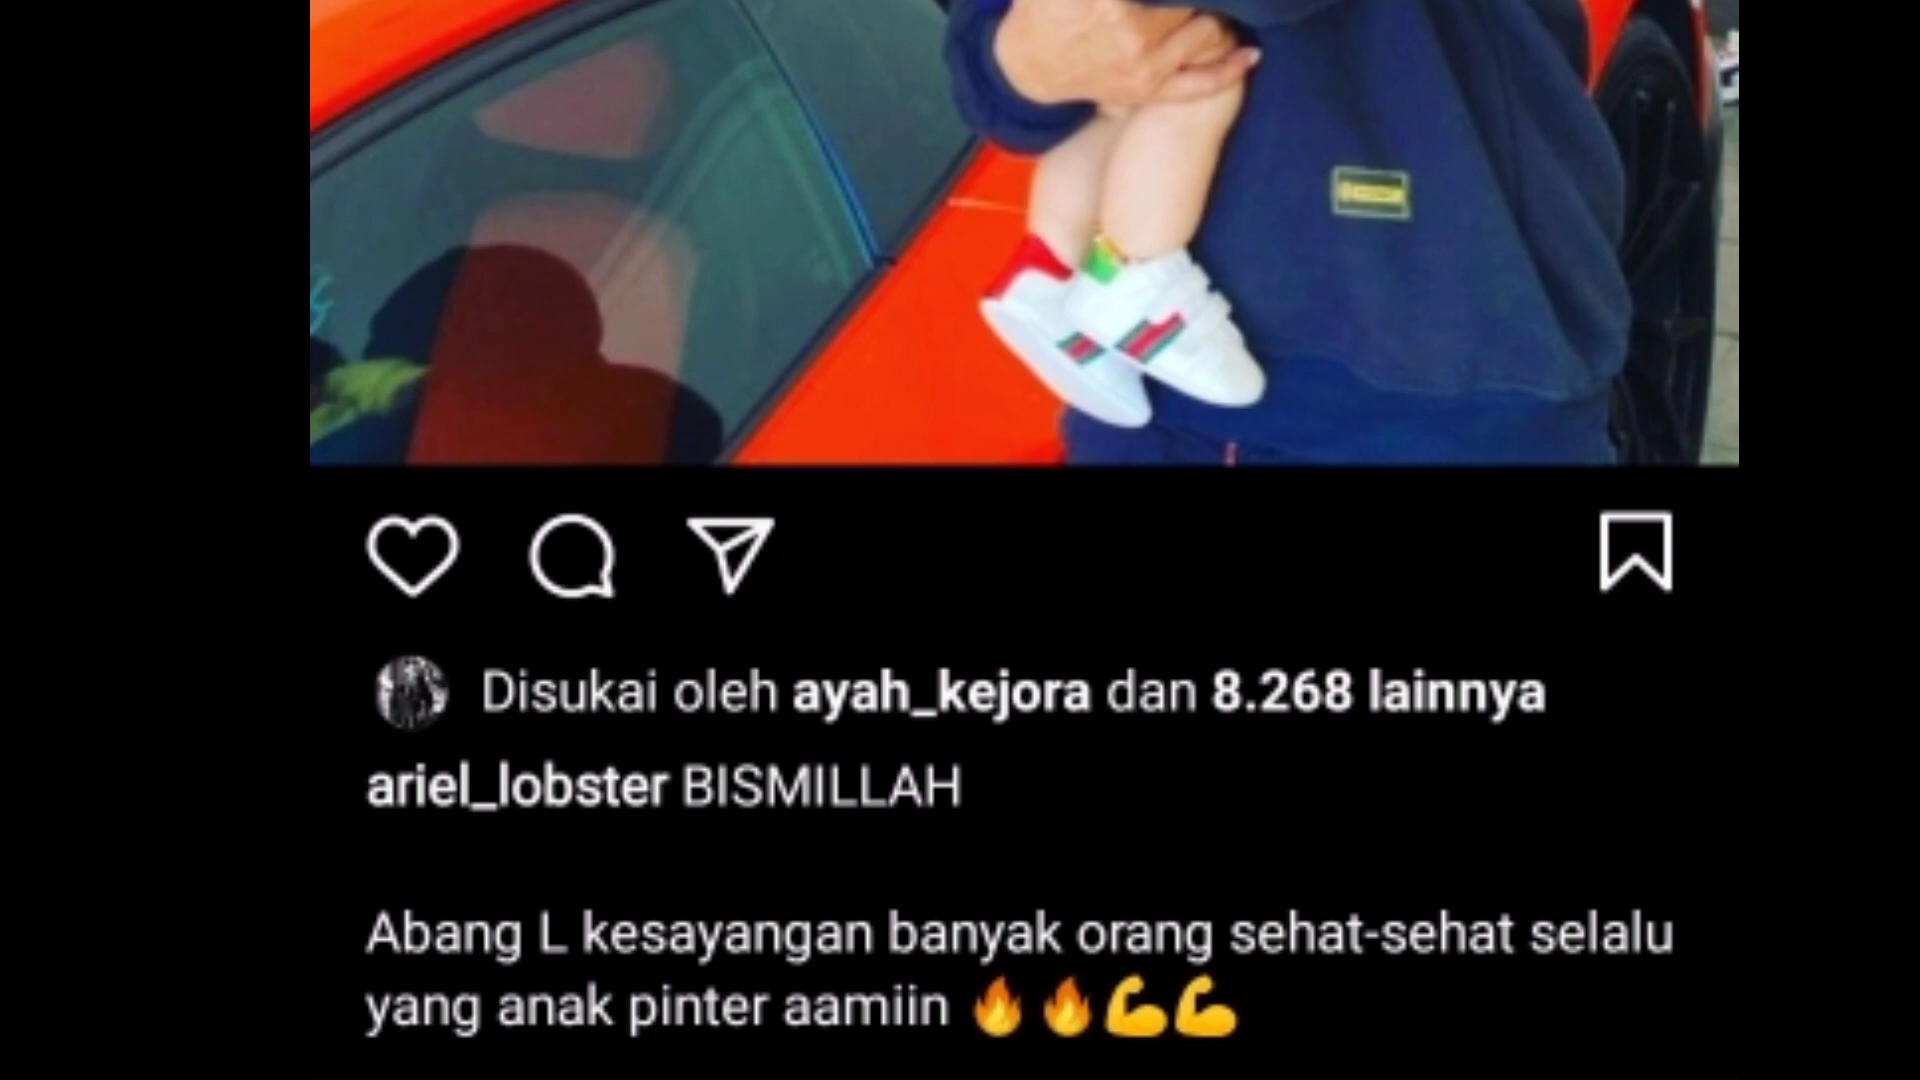 Disukai oleh ayah_kejora dan 8.268 lainnya
ariel_lobster BISMILLAH
Abang L kesayangan banyak orang sehat-sehat selalu
yang anak pinter aamiin 🔥🔥💪💪